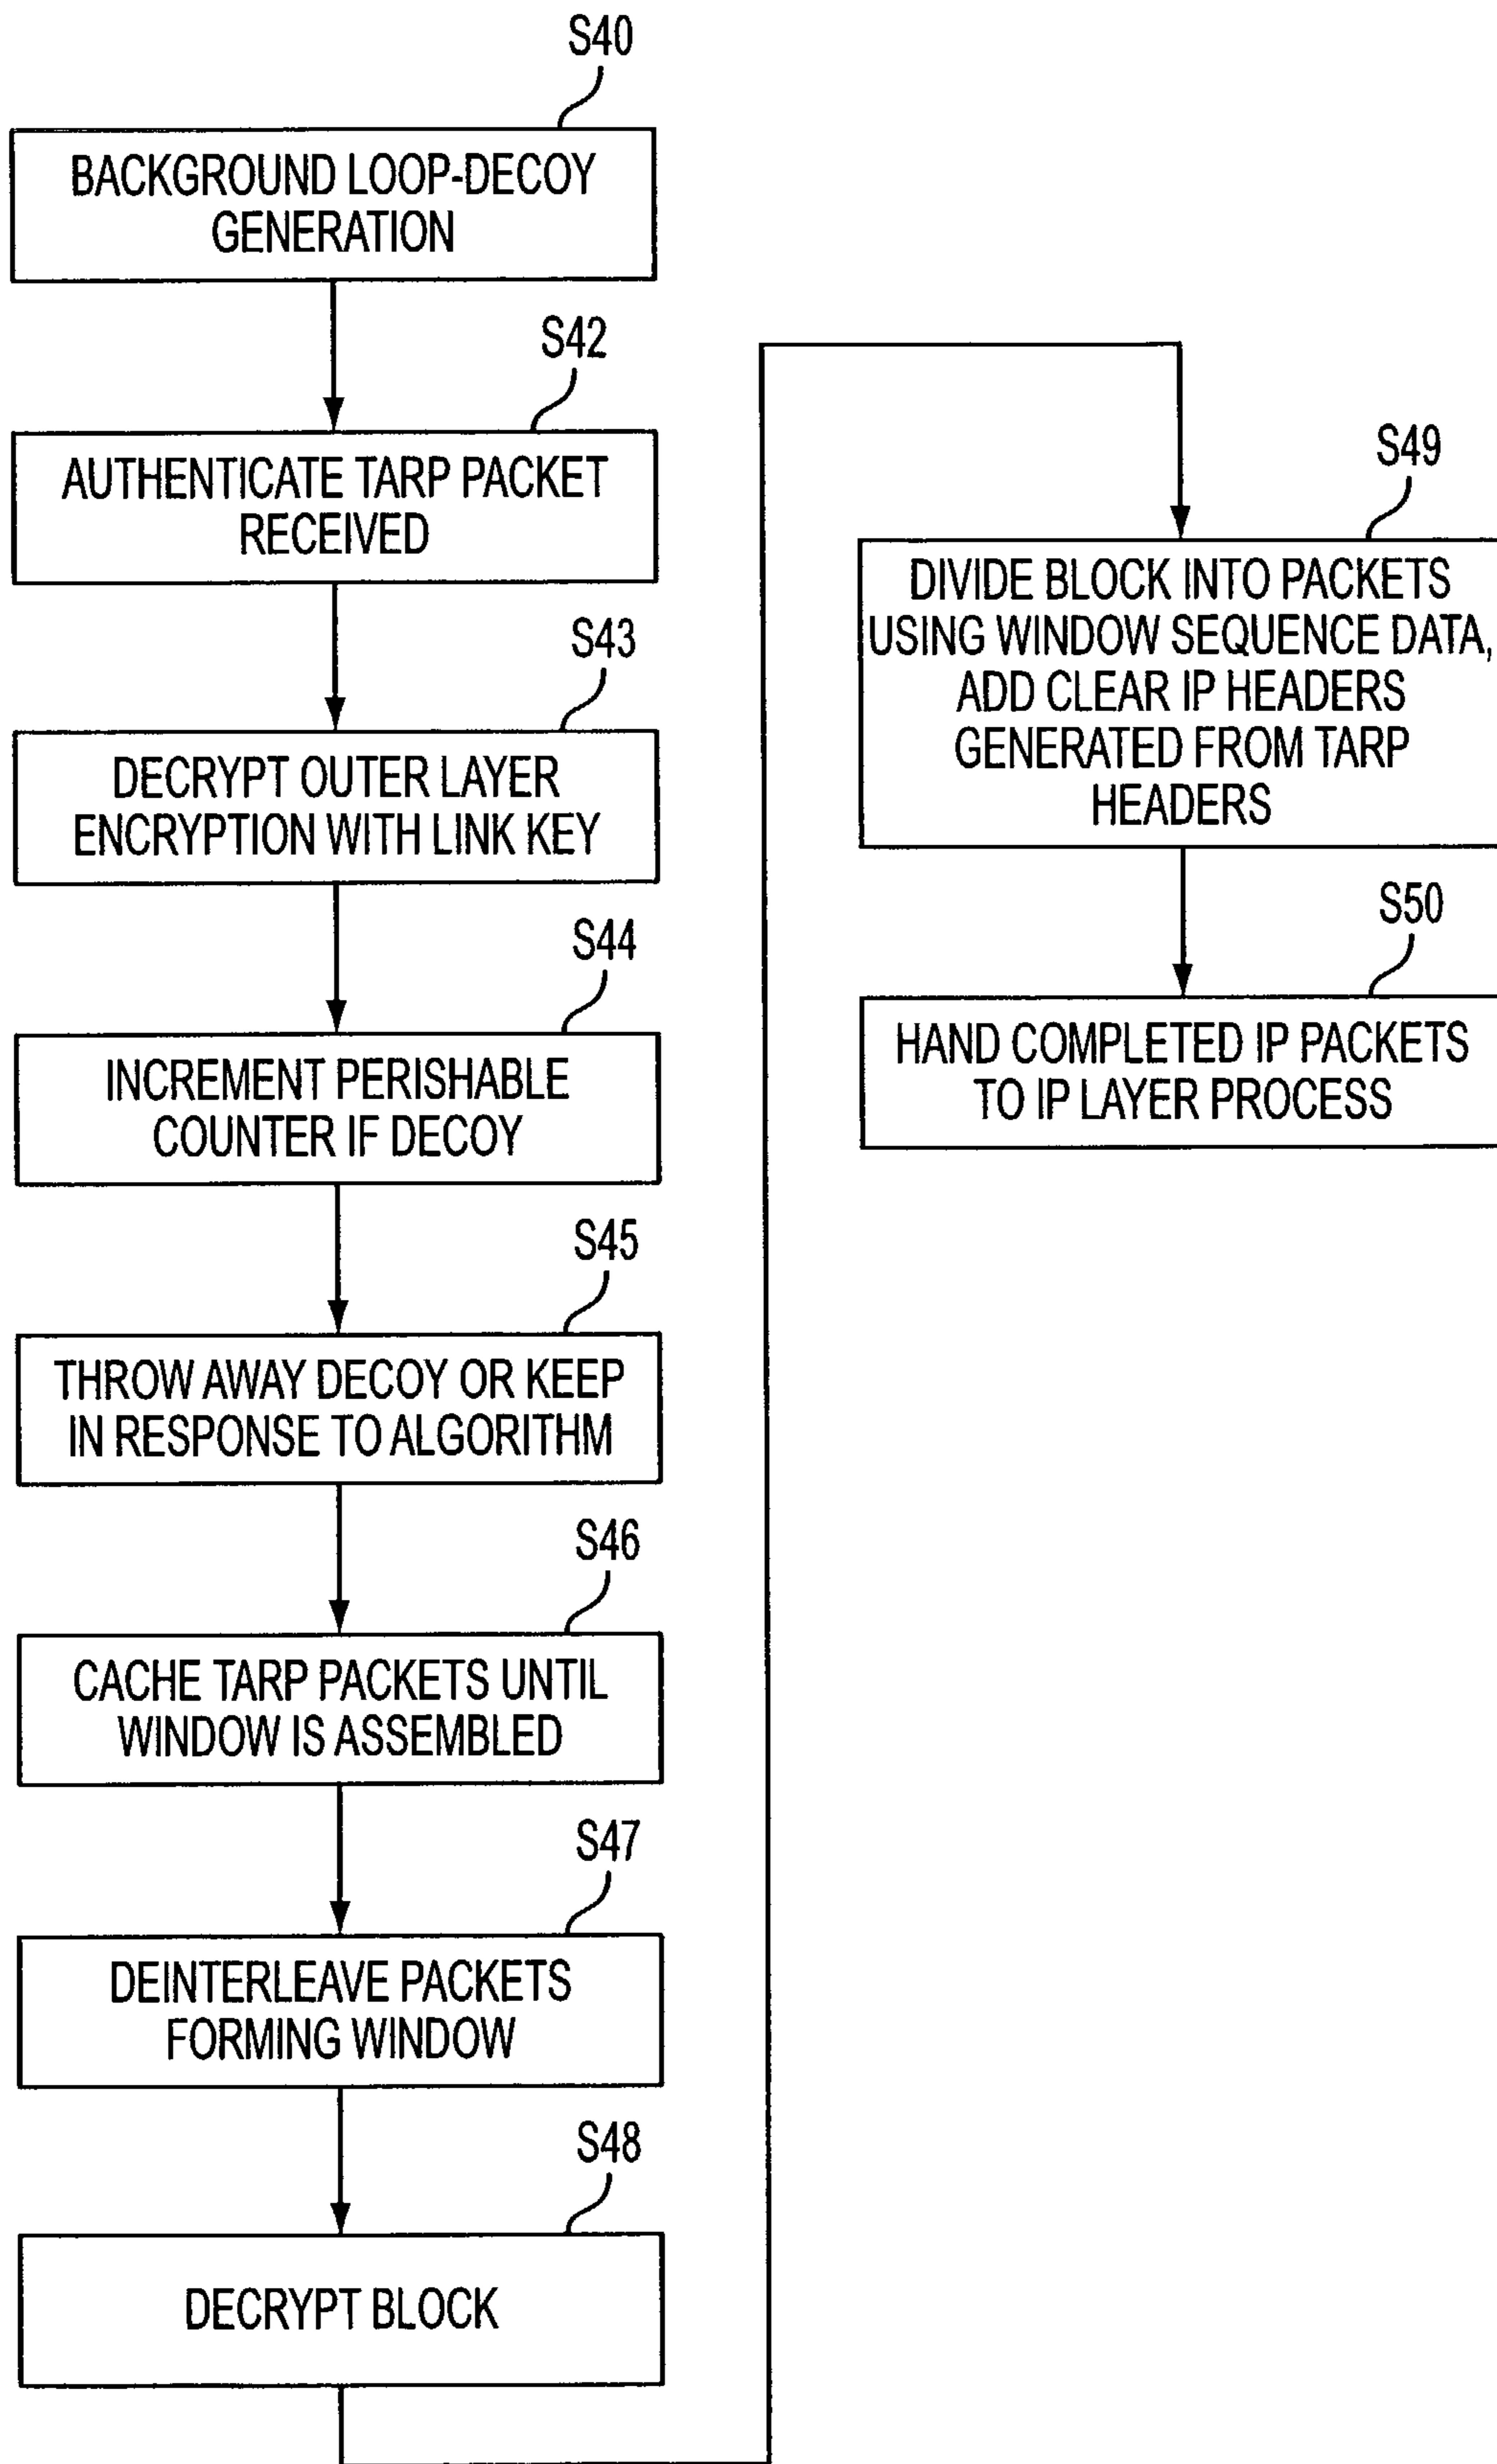 S40
BACKGROUND LOOP-DECOY
GENERATION
S42
AUTHENTICATE TARP PACKET
RECEIVED
S43
DECRYPT OUTER LAYER
ENCRYPTION WITH LINK KEY
S44
INCREMENT PERISHABLE
COUNTER IF DECOY
S45
THROW AWAY DECOY OR KEEP
IN RESPONSE TO ALGORITHM
S46
CACHE TARP PACKETS UNTIL
WINDOW IS ASSEMBLED
S47
DEINTERLEAVE PACKETS
FORMING WINDOW
S48
DECRYPT BLOCK
S49
DIVIDE BLOCK INTO PACKETS
USING WINDOW SEQUENCE DATA,
ADD CLEAR IP HEADERS
GENERATED FROM TARP
HEADERS
S50
HAND COMPLETED IP PACKETS
TO IP LAYER PROCESS